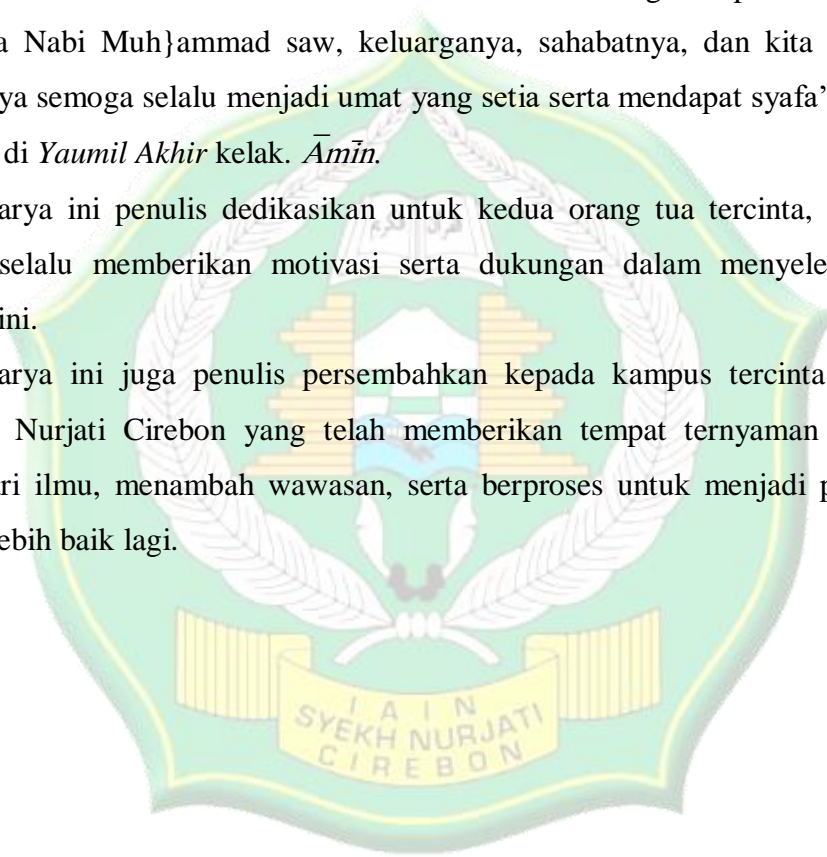 a Nabi Muh}ammad saw, keluarganya, sahabatnya, dan kita
ya semoga selalu menjadi umat yang setia serta mendapat syafa’
di Yaumil Akhir kelak. Āmīn.
arya ini penulis dedikasikan untuk kedua orang tua tercinta,
selalu memberikan motivasi serta dukungan dalam menyele
ini.
arya ini juga penulis persembahkan kepada kampus tercinta
Nurjati Cirebon yang telah memberikan tempat ternyaman
ri ilmu, menambah wawasan, serta berproses untuk menjadi p
ebih baik lagi.
IAIN
SYEKH NURJATI
CIREBON